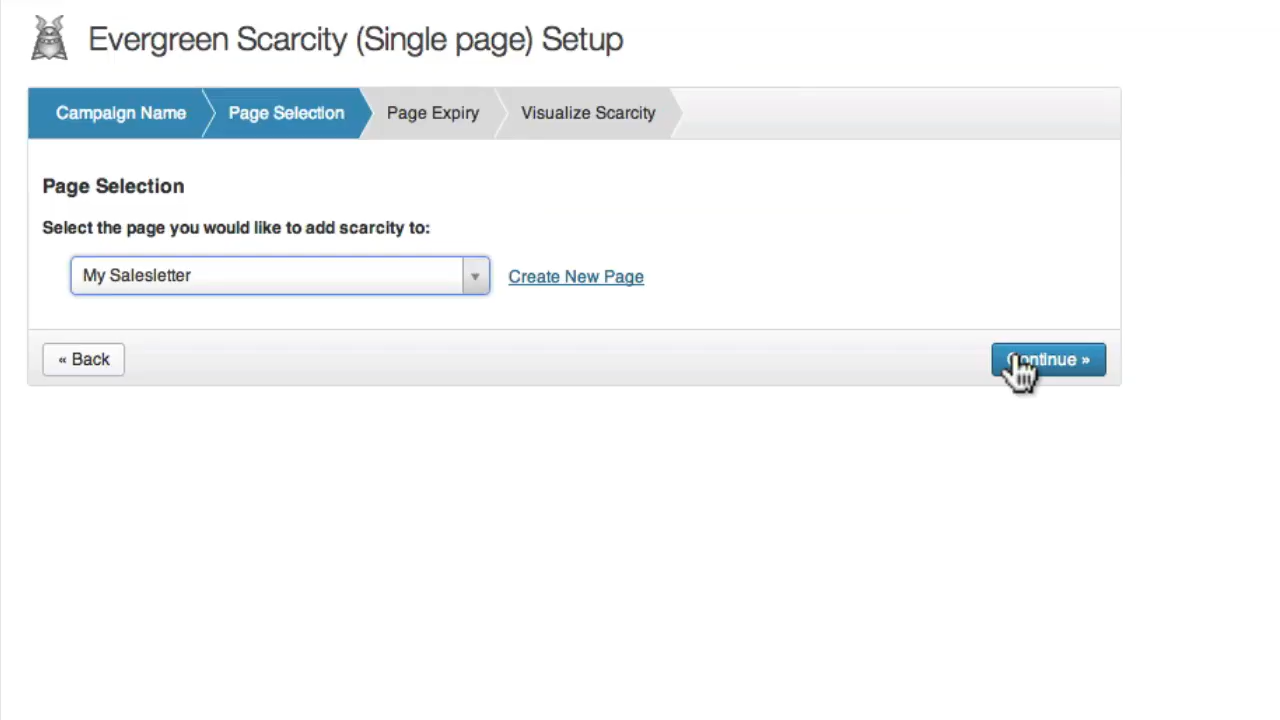 Evergreen Scarcity (Single page) Setup
Campaign Name Page Selection Page Expiry Visualize Scarcity
Page Selection
Select the page you would like to add scarcity to:
My Salesletter Create New Page
« Back Continue »